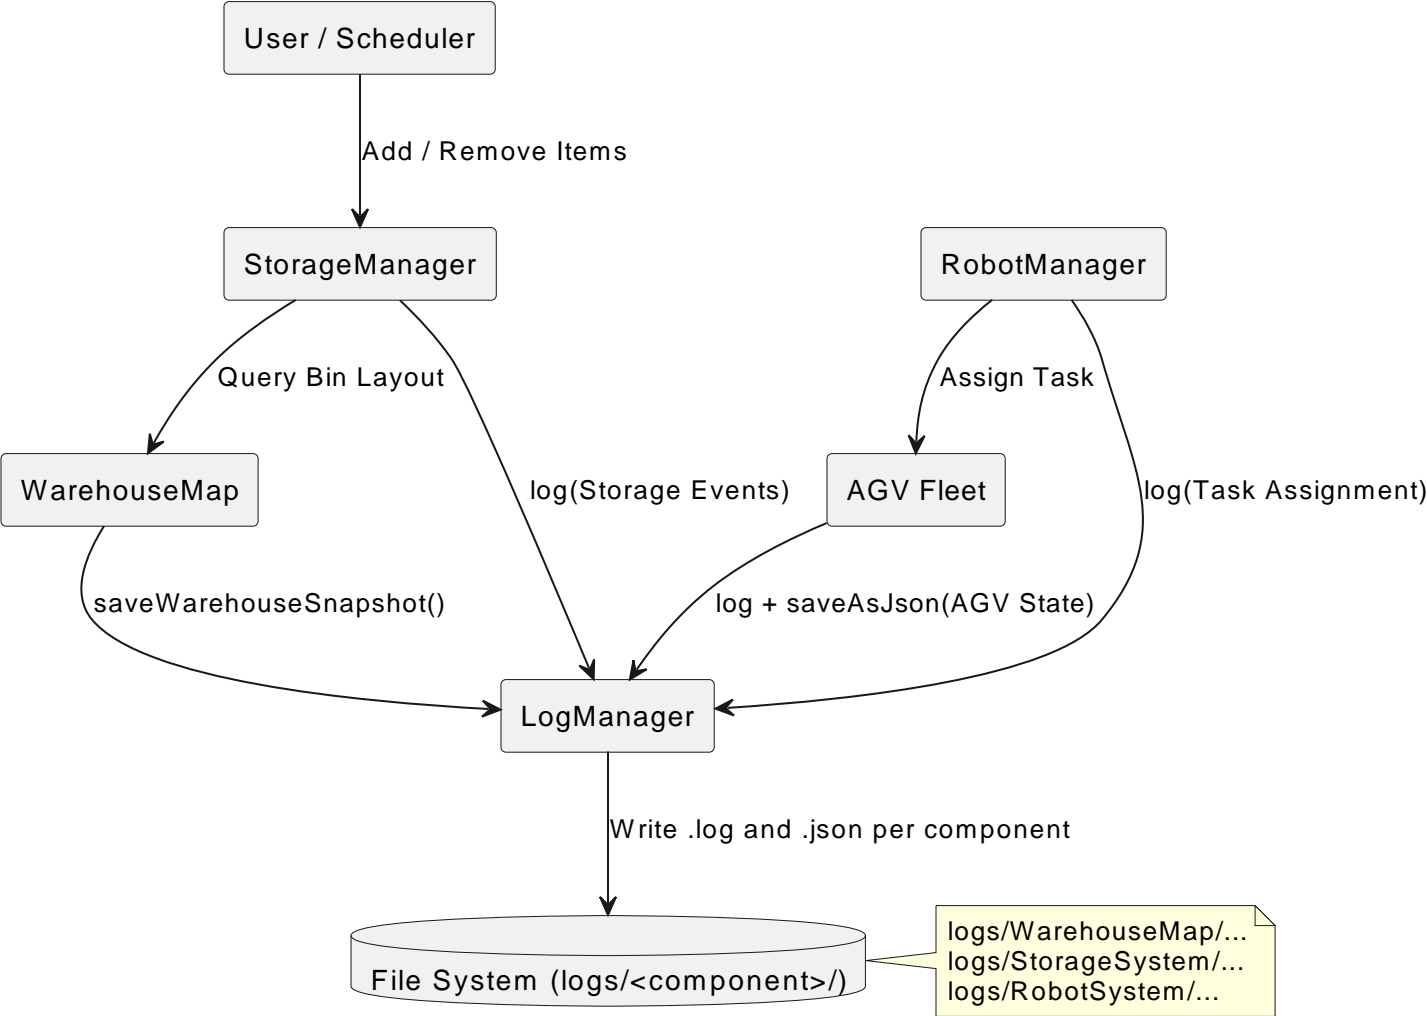 User / Scheduler
Add / Remove Items
StorageManager
RobotManager
Query Bin Layout
Assign Task
WarehouseMap
log(Storage Events)
AGV Fleet
log(Task Assignment)
saveWarehouseSnapshot()
log + saveAsJson(AGV State)
LogManager
Write .log and .json per component
File System (logs/<component>/)
logs/WarehouseMap/...
logs/StorageSystem/...
logs/RobotSystem/...